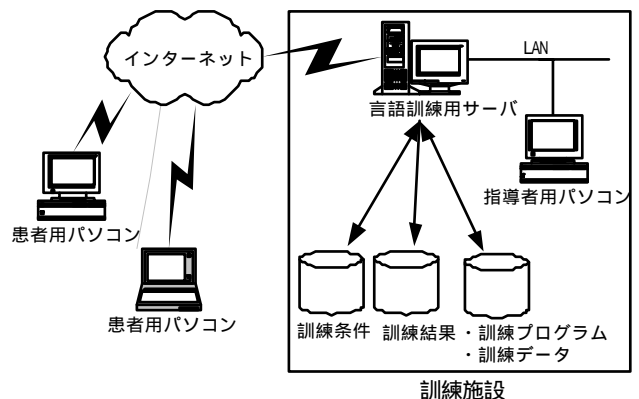 インターネット
LAN
言語訓練用サーバ
指導者用パソコン
患者用パソコン
患者用パソコン
訓練条件
訓練結果
・訓練プログラム
・訓練データ
訓練施設